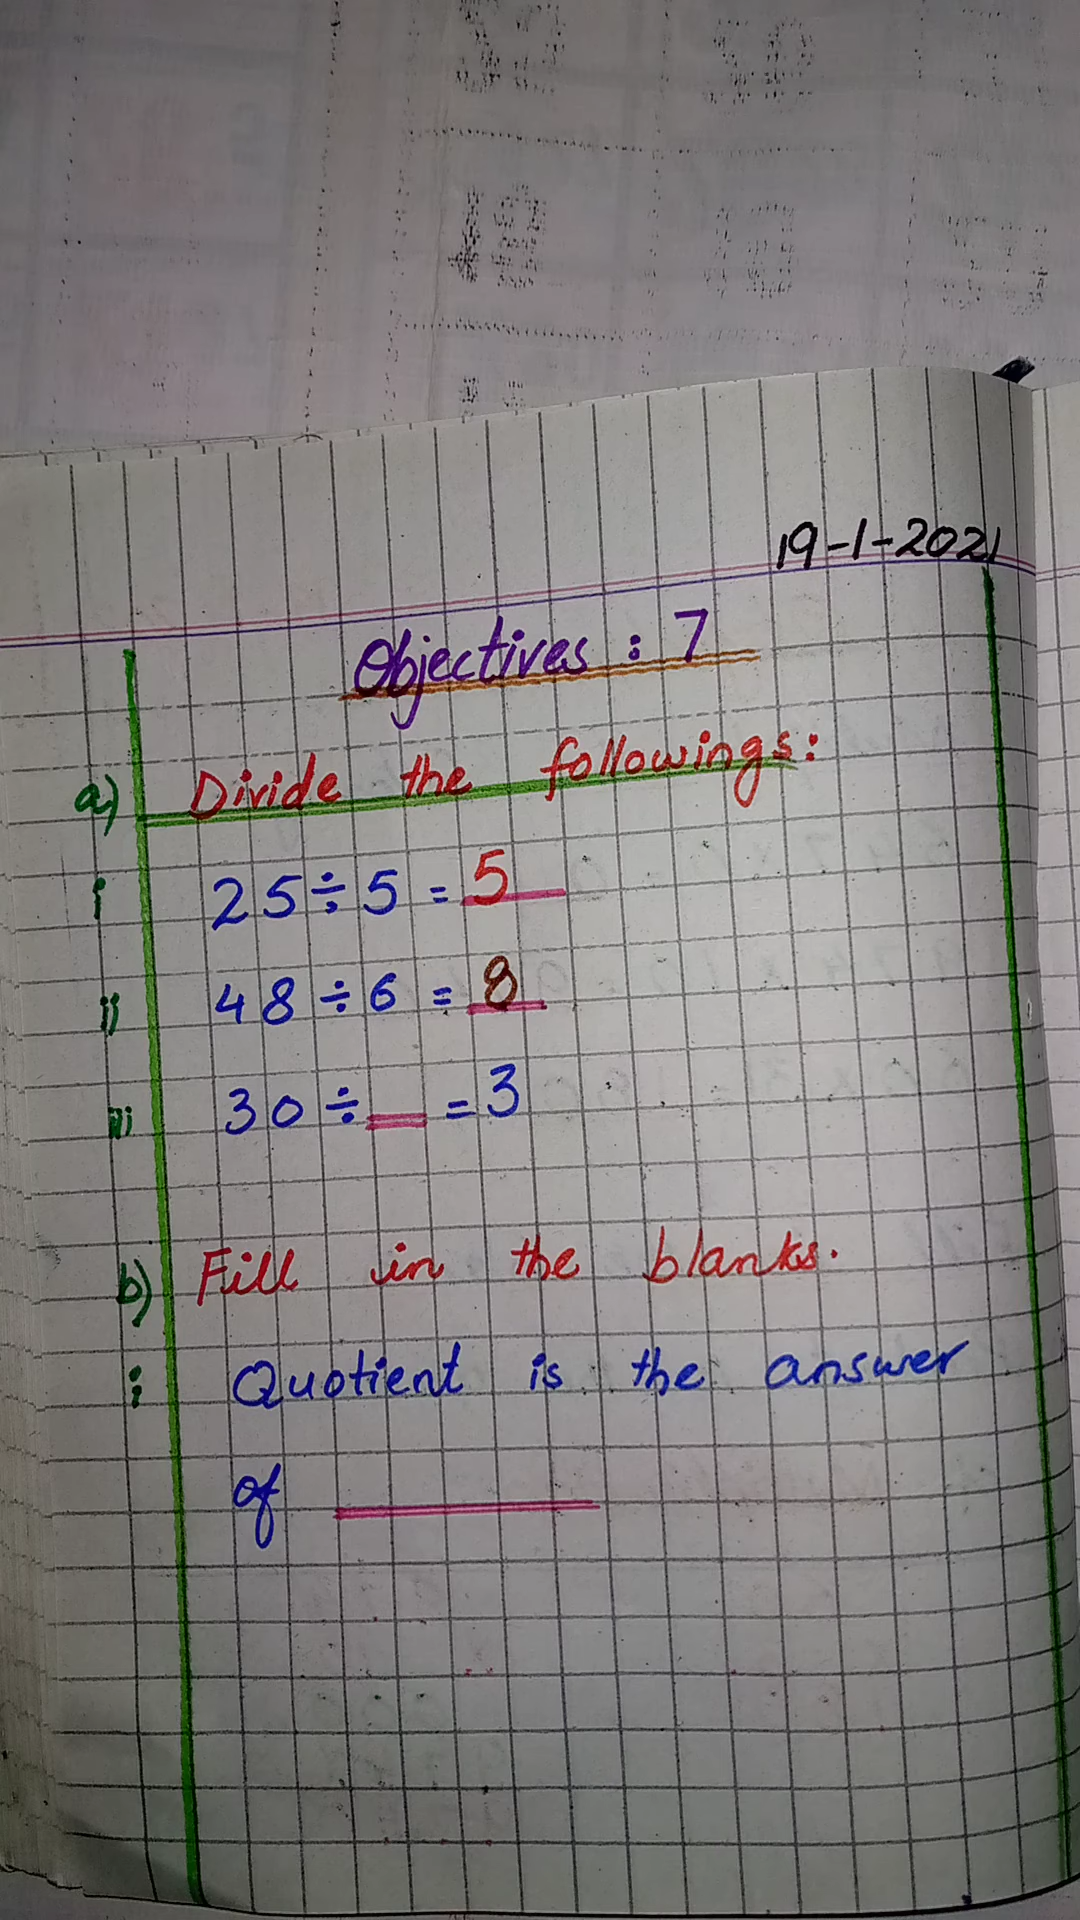 19-1-2021
Objectives : 7
a) Divide the followings:
i 25÷5 = 5
ii 48÷6 = 8
iii 30÷__ = 3
b) Fill in the blanks.
i Quotient is the answer
of ______